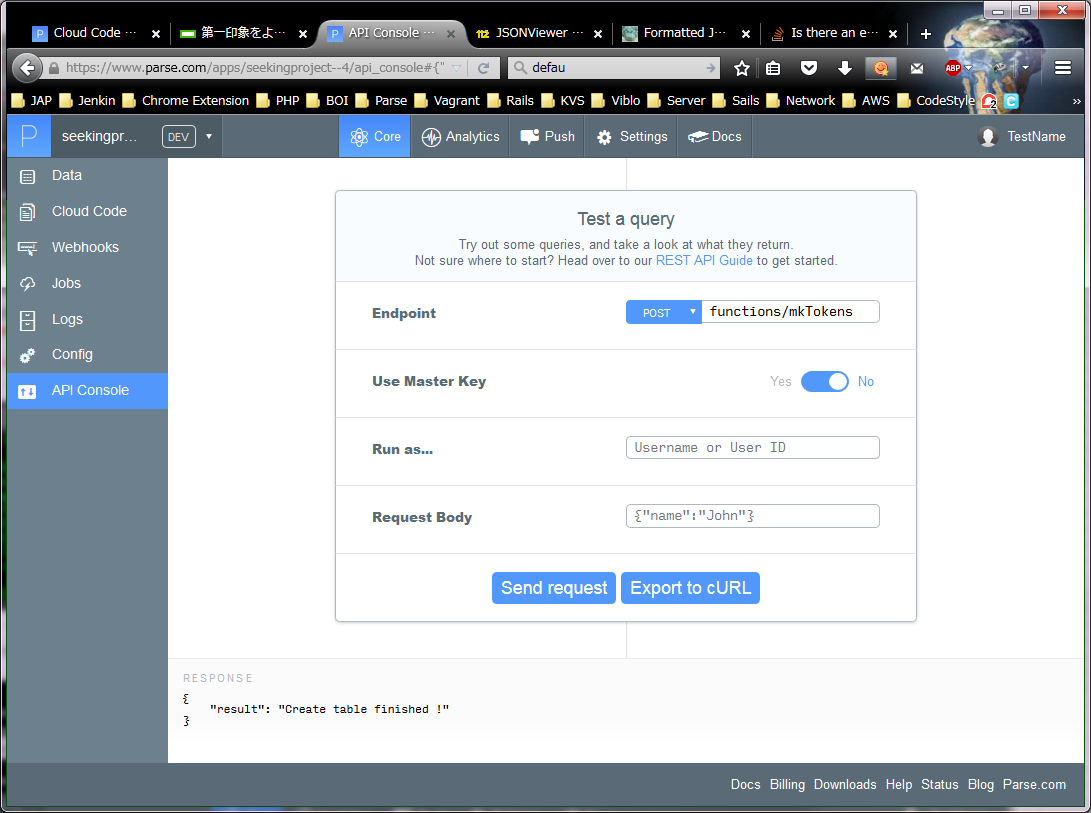 Cloud Code ...
第一印象をよ...
API Console ...
112 JSONViewer ...
Formatted J...
Is there an e...
https://www.parse.com/apps/seekingproject--4/api_console#{"
defau
ABP
JAP Jenkin Chrome Extension PHP BOI Parse Vagrant Rails KVS Viblo Server Sails Network AWS CodeStyle 2 C »
P seekingpr... DEV Core Analytics Push Settings Docs TestName
Data
Cloud Code
Webhooks
Jobs
Logs
Config
API Console
Test a query
Try out some queries, and take a look at what they return.
Not sure where to start? Head over to our REST API Guide to get started.
Endpoint POST functions/mkTokens
Use Master Key Yes No
Run as... Username or User ID
Request Body {"name":"John"}
Send request Export to cURL
RESPONSE
{
"result": "Create table finished !"
}
Docs Billing Downloads Help Status Blog Parse.com